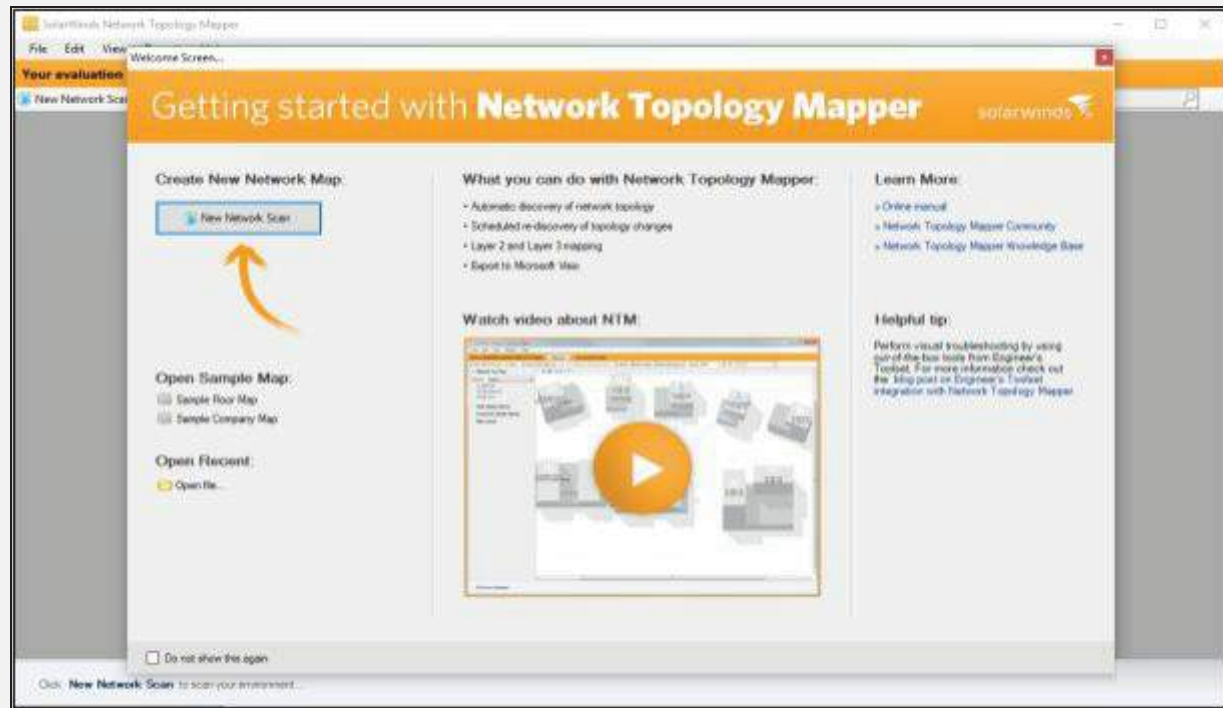 SolarWinds Network Topology Mapper
File Edit View
Welcome Screen...
Your evaluation
New Network Scan
Getting started with Network Topology Mapper
solarwinds
Create New Network Map:
New Network Scan
Open Sample Map:
Sample Floor Map
Sample Company Map
Open Recent:
Open file...
What you can do with Network Topology Mapper:
• Automatic discovery of network topology
• Scheduled re-discovery of topology changes
• Layer 2 and Layer 3 mapping
• Export to Microsoft Visio
Watch video about NTM:
Learn More:
» Online manual
» Network Topology Mapper Community
» Network Topology Mapper Knowledge Base
Helpful tip:
Perform visual troubleshooting by using
out-of-the-box tools from Engineer's
Toolset. For more information check out
the blog post on Engineer's Toolset
integration with Network Topology Mapper
Do not show this again
Click New Network Scan to scan your environment...